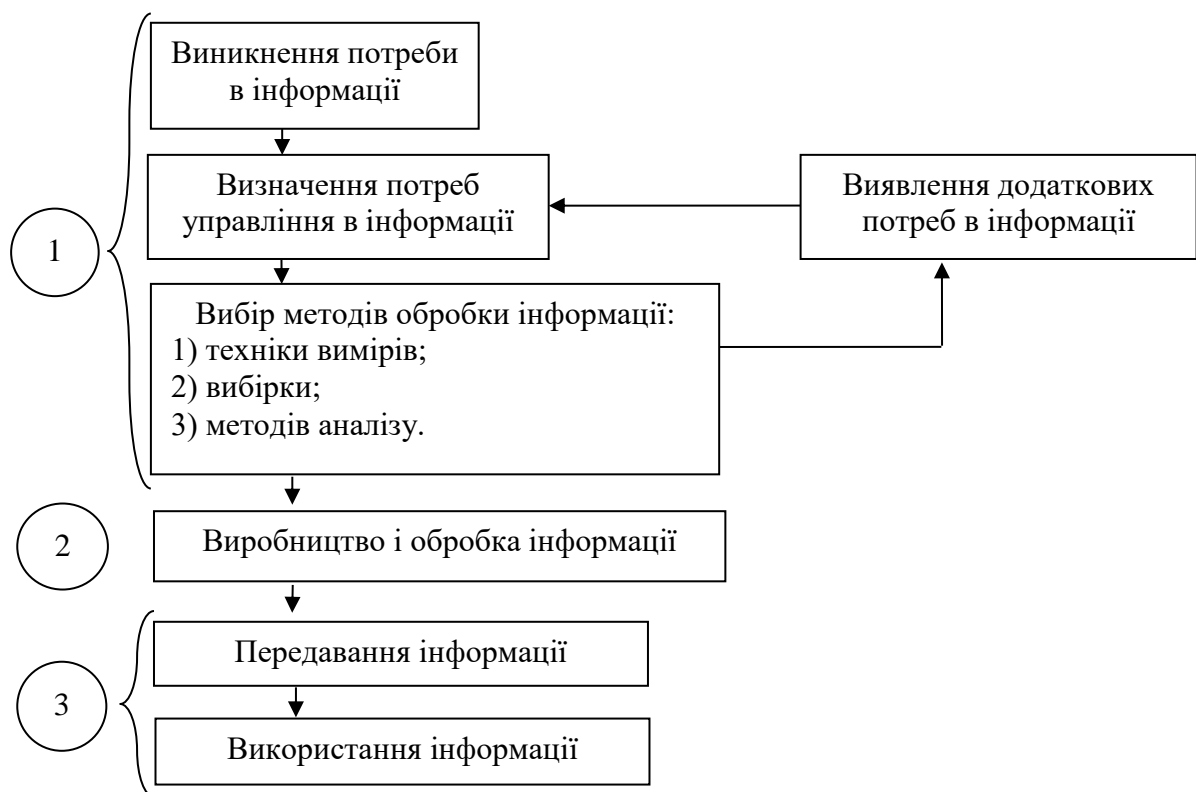 Виникнення потреби
в інформації
Визначення потреб
управління в інформації
Виявлення додаткових
потреб в інформації
1
Вибір методів обробки інформації:
1) техніки вимірів;
2) вибірки;
3) методів аналізу.
2
Виробництво і обробка інформації
3
Передавання інформації
Використання інформації